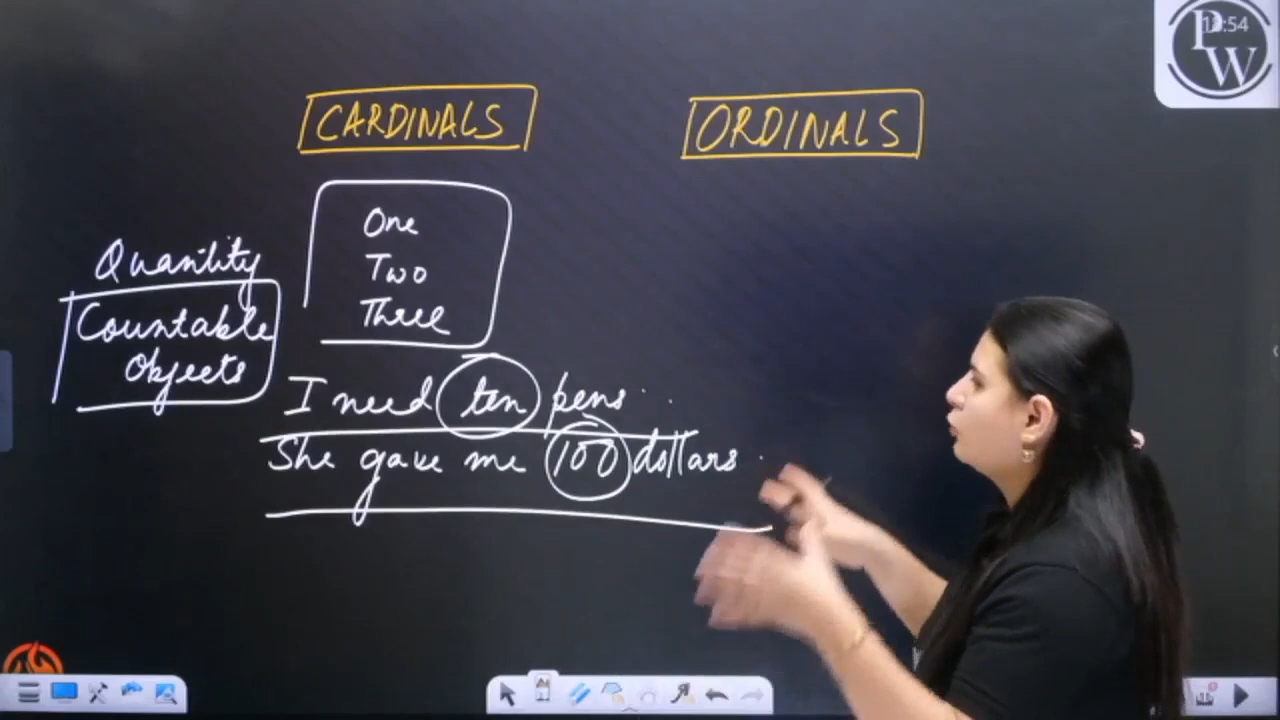 CARDINALS
ORDINALS
One
Two
Three
Quantity
Countable
Objects
I need ten pens.
She gave me 100 dollars.
PW